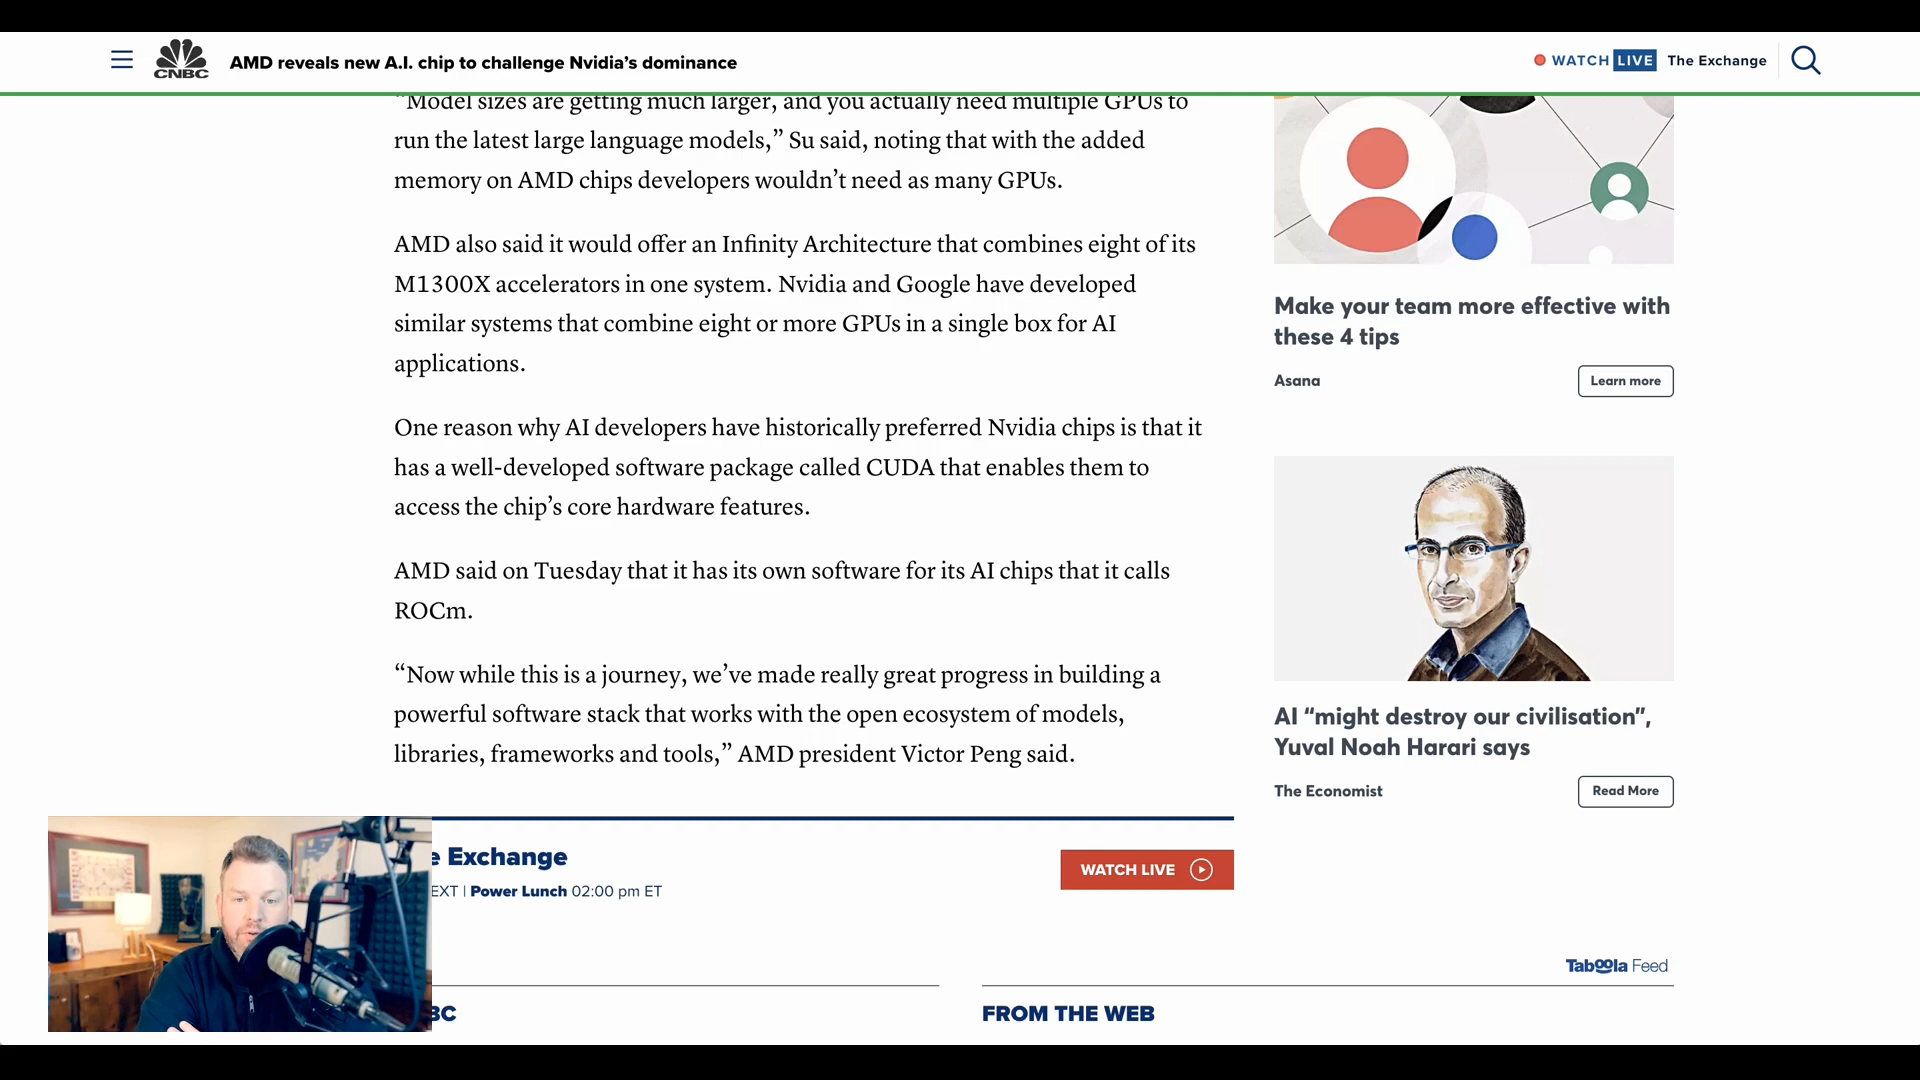 CNBC
AMD reveals new A.I. chip to challenge Nvidia’s dominance
WATCH LIVE The Exchange
“Model sizes are getting much larger, and you actually need multiple GPUs to
run the latest large language models,” Su said, noting that with the added
memory on AMD chips developers wouldn’t need as many GPUs.
AMD also said it would offer an Infinity Architecture that combines eight of its
M1300X accelerators in one system. Nvidia and Google have developed
similar systems that combine eight or more GPUs in a single box for AI
applications.
One reason why AI developers have historically preferred Nvidia chips is that it
has a well-developed software package called CUDA that enables them to
access the chip’s core hardware features.
AMD said on Tuesday that it has its own software for its AI chips that it calls
ROCm.
“Now while this is a journey, we’ve made really great progress in building a
powerful software stack that works with the open ecosystem of models,
libraries, frameworks and tools,” AMD president Victor Peng said.
e Exchange
EXT | Power Lunch 02:00 pm ET
WATCH LIVE
Make your team more effective with
these 4 tips
Asana
Learn more
AI “might destroy our civilisation”,
Yuval Noah Harari says
The Economist
Read More
Taboola Feed
BC
FROM THE WEB